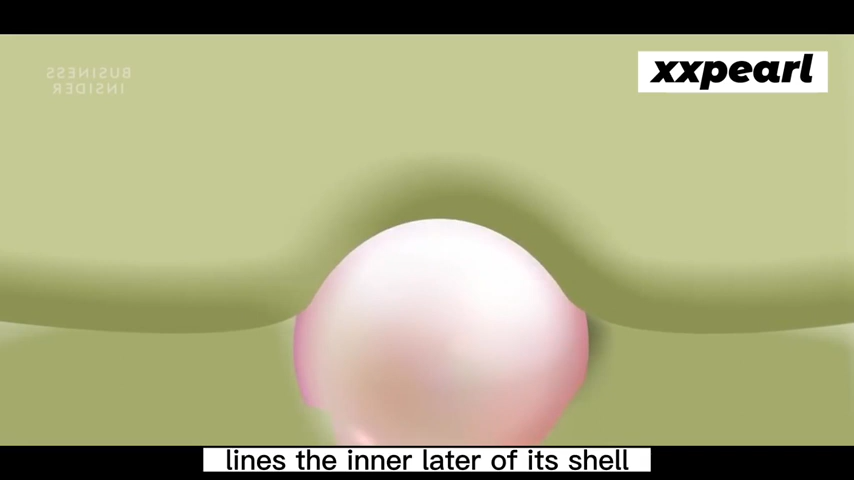 BUSINESS
INSIDER
xxpearl
lines the inner later of its shell